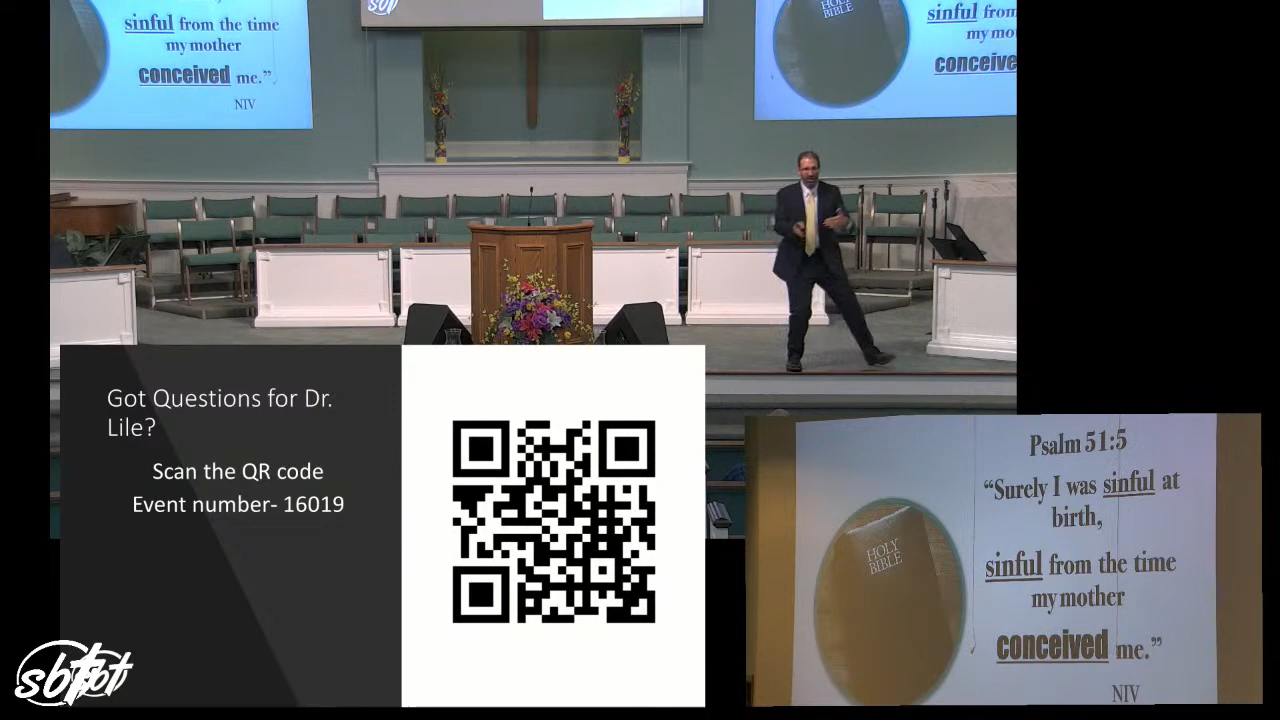 sinful from the time
my mother
conceived me.”
NIV
sbt
HOLY
BIBLE
sinful from
my mo
conceive
Got Questions for Dr.
Lile?
Scan the QR code
Event number- 16019
Psalm 51:5
“Surely I was sinful at
birth,
HOLY
BIBLE
sinful from the time
my mother
conceived me.”
NIV